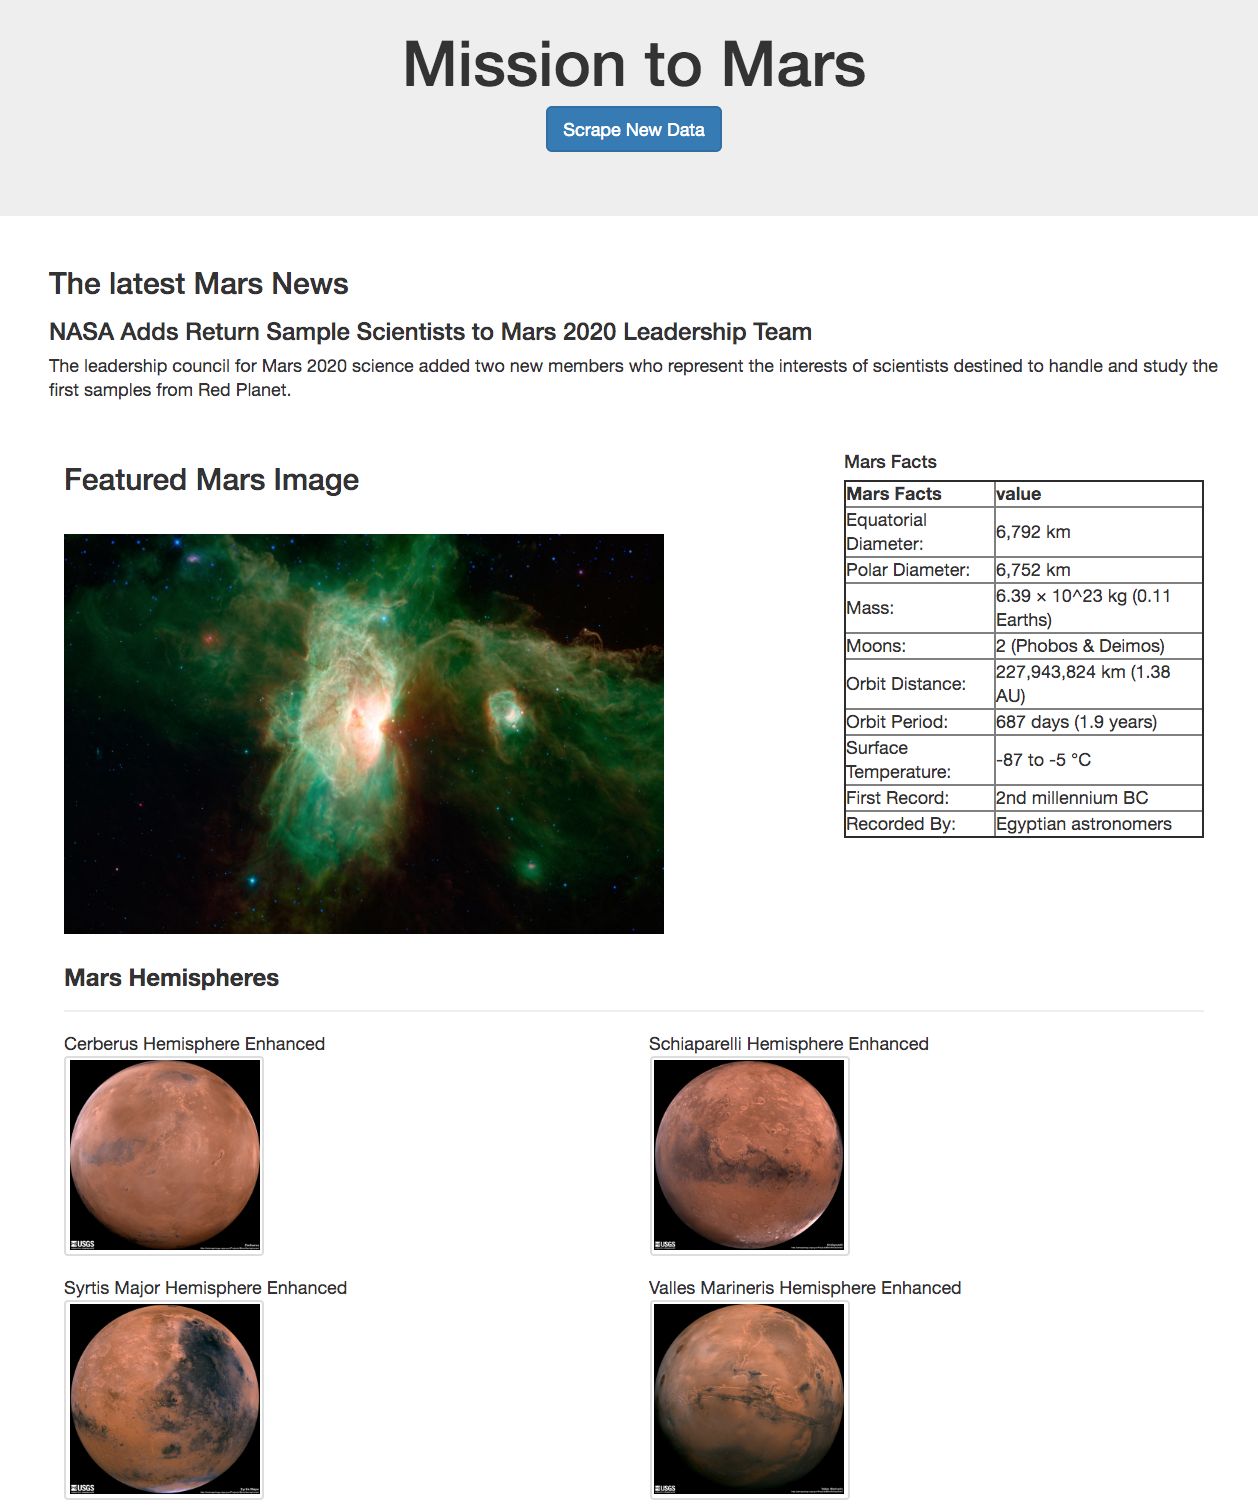 Mission to Mars
Scrape New Data
The latest Mars News
NASA Adds Return Sample Scientists to Mars 2020 Leadership Team
The leadership council for Mars 2020 science added two new members who represent the interests of scientists destined to handle and study the
first samples from Red Planet.
Featured Mars Image
Mars Facts
Mars Facts value
Equatorial
Diameter: 6,792 km
Polar Diameter: 6,752 km
Mass: 6.39 × 10^23 kg (0.11
Earths)
Moons: 2 (Phobos & Deimos)
Orbit Distance: 227,943,824 km (1.38
AU)
Orbit Period: 687 days (1.9 years)
Surface
Temperature: -87 to -5 °C
First Record: 2nd millennium BC
Recorded By: Egyptian astronomers
Mars Hemispheres
Cerberus Hemisphere Enhanced
USGS
Schiaparelli Hemisphere Enhanced
USGS
Syrtis Major Hemisphere Enhanced
USGS
Valles Marineris Hemisphere Enhanced
USGS